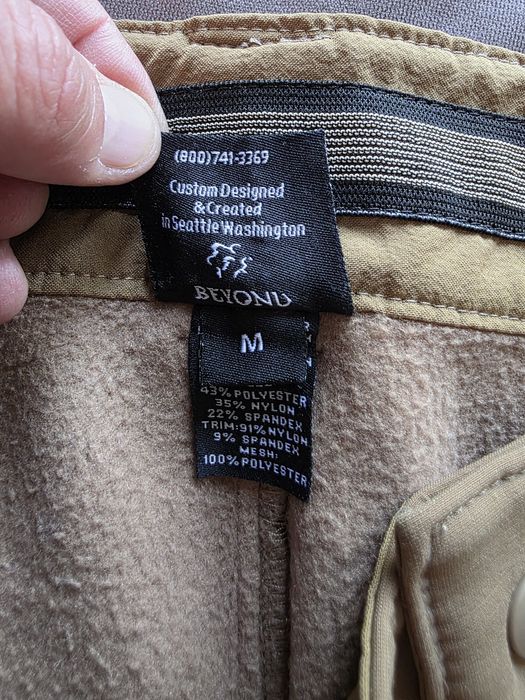 (800)741-3369
Custom Designed
&Created
in Seattle Washington
BEYOND
M
43% POLYESTER
35% NYLON
22% SPANDEX
TRIM:91% NYLON
9% SPANDEX
MESH:
100% POLYESTER